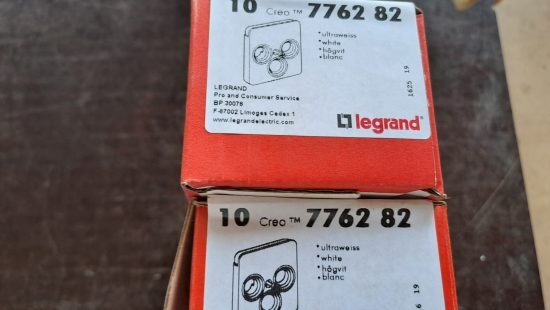 10 Creo™ 7762 82
• ultraweiss
• white
• högvit
• blanc
LEGRAND
Pro and Consumer Service
BP 30076
F-87002 Limoges Cedex 1
www.legrandelectric.com
legrand®
1625 19
10 Creo™ 7762 82
• ultraweiss
• white
• högvit
• blanc
19